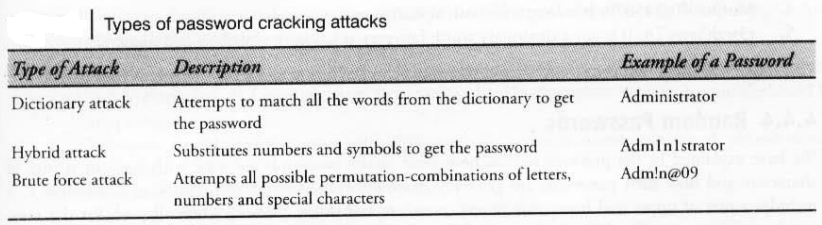 Types of password cracking attacks
Type of Attack Description Example of a Password
Dictionary attack Attempts to match all the words from the dictionary to get Administrator
the password
Hybrid attack Substitutes numbers and symbols to get the password Adm1n1strator
Brute force attack Attempts all possible permutation-combinations of letters, Adm!n@09
numbers and special characters